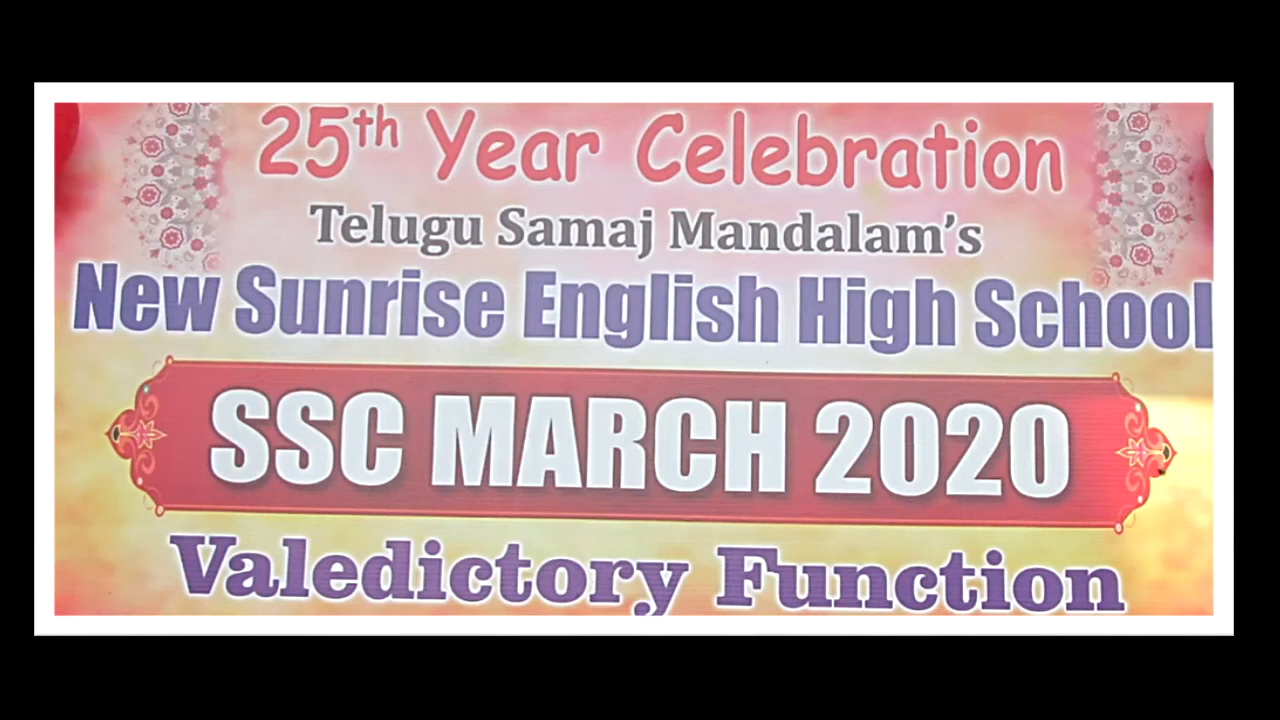 25th Year Celebration
Telugu Samaj Mandalam's
New Sunrise English High School
SSC MARCH 2020
Valedictory Function